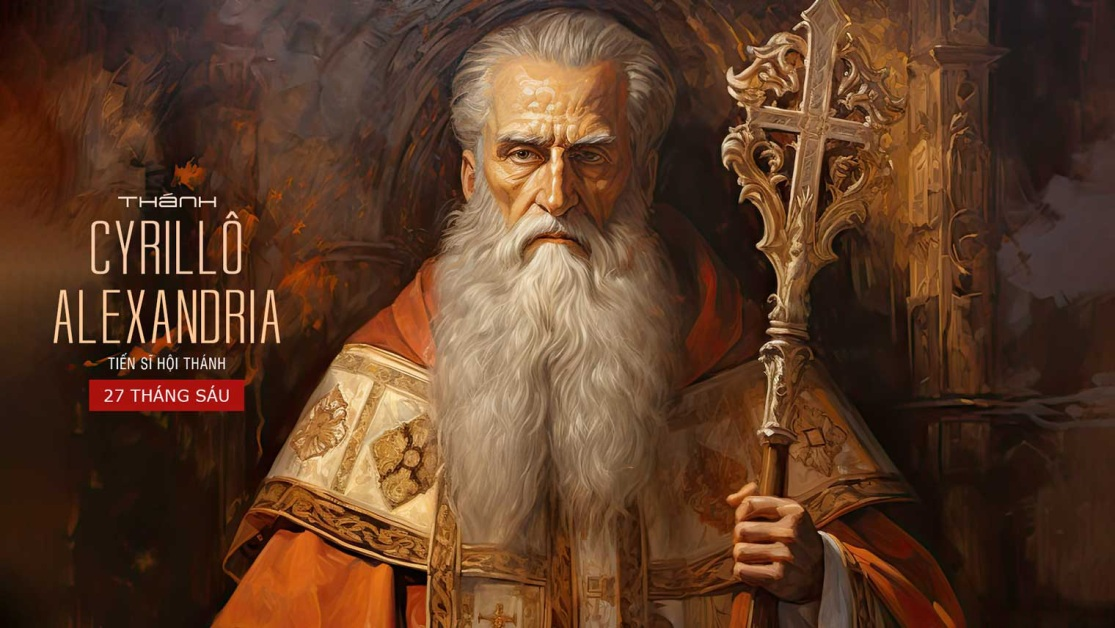 Thánh
CYRILLÔ
ALEXANDRIA
TIẾN SĨ HỘI THÁNH
27 THÁNG SÁU